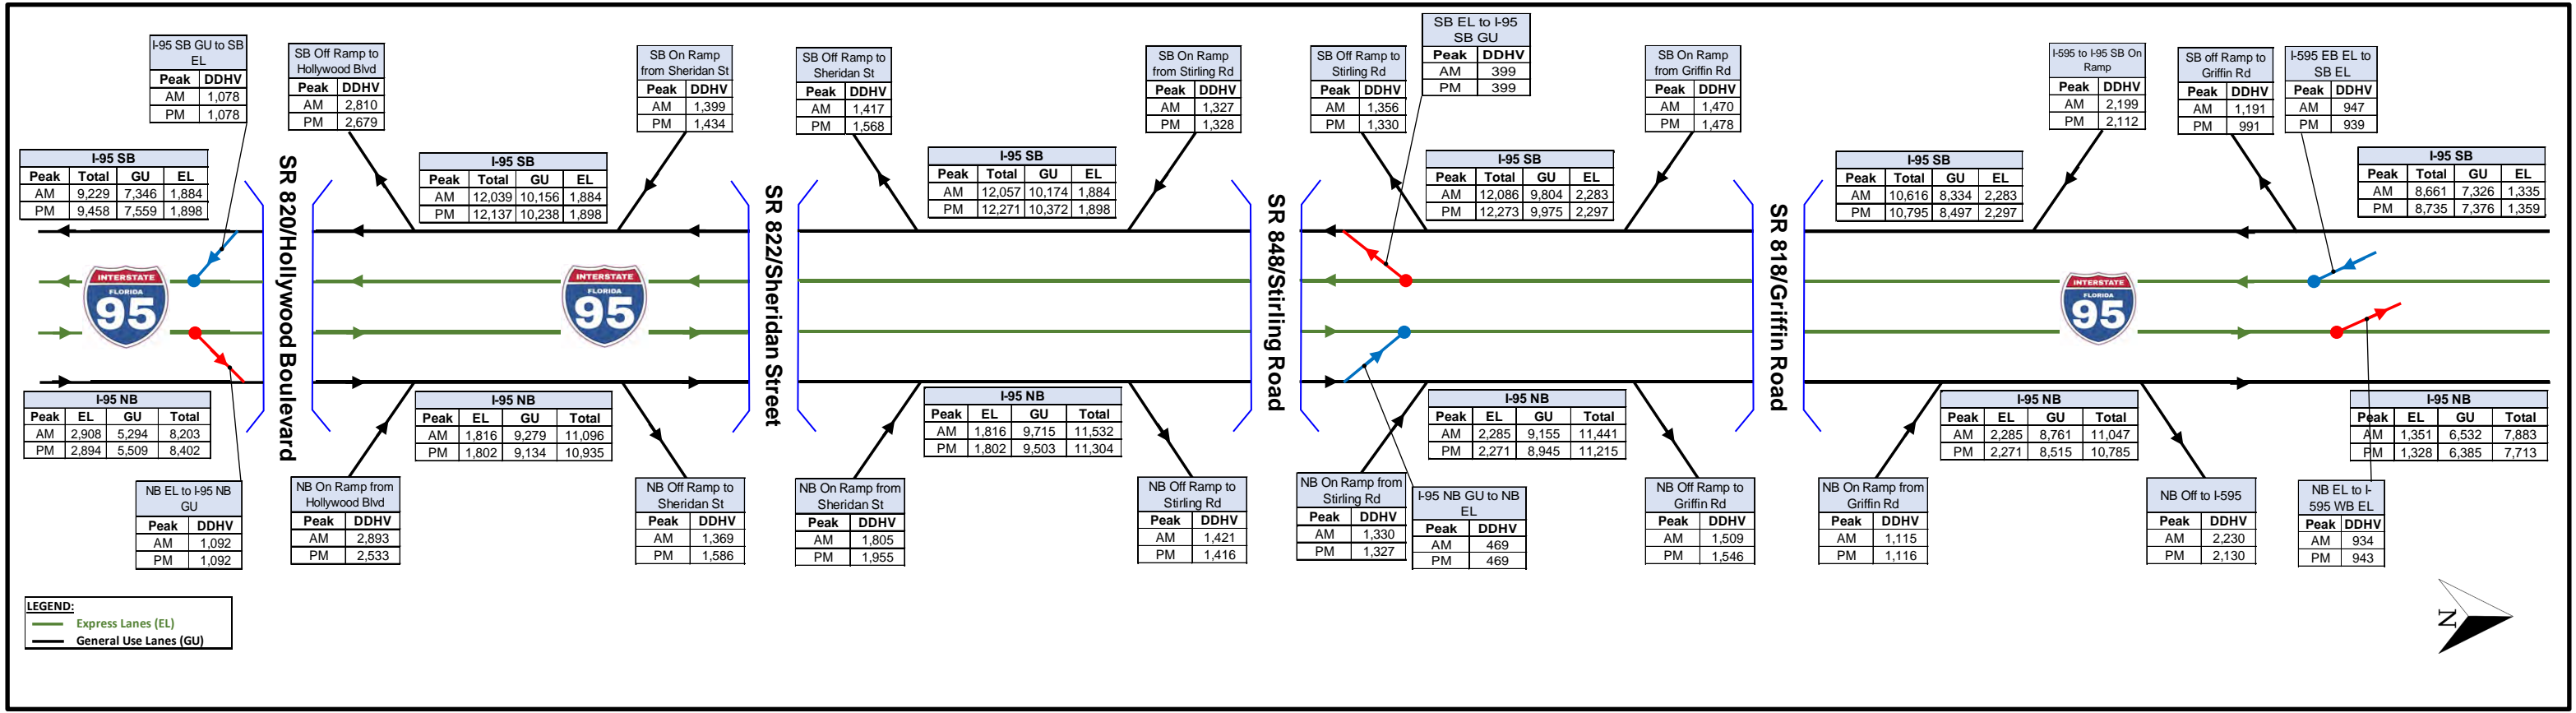 I-95 SB GU to SB
EL
Peak DDHV
AM 1,078
PM 1,078
SB Off Ramp to
Hollywood Blvd
Peak DDHV
AM 2,810
PM 2,679
SB On Ramp
from Sheridan St
Peak DDHV
AM 1,399
PM 1,434
SB Off Ramp to
Sheridan St
Peak DDHV
AM 1,417
PM 1,568
SB On Ramp
from Stirling Rd
Peak DDHV
AM 1,327
PM 1,328
SB Off Ramp to
Stirling Rd
Peak DDHV
AM 1,356
PM 1,330
SB EL to I-95
SB GU
Peak DDHV
AM 399
PM 399
SB On Ramp
from Griffin Rd
Peak DDHV
AM 1,470
PM 1,478
I-595 to I-95 SB On
Ramp
Peak DDHV
AM 2,199
PM 2,112
SB off Ramp to
Griffin Rd
Peak DDHV
AM 1,191
PM 991
I-595 EB EL to
SB EL
Peak DDHV
AM 947
PM 939
I-95 SB
Peak Total GU EL
AM 9,229 7,346 1,884
PM 9,458 7,559 1,898
I-95 SB
Peak Total GU EL
AM 12,039 10,156 1,884
PM 12,137 10,238 1,898
I-95 SB
Peak Total GU EL
AM 12,057 10,174 1,884
PM 12,271 10,372 1,898
I-95 SB
Peak Total GU EL
AM 12,086 9,804 2,283
PM 12,273 9,975 2,297
I-95 SB
Peak Total GU EL
AM 10,616 8,334 2,283
PM 10,795 8,497 2,297
I-95 SB
Peak Total GU EL
AM 8,661 7,326 1,335
PM 8,735 7,376 1,359
INTERSTATE
FLORIDA
95
SR 820/Hollywood Boulevard
INTERSTATE
FLORIDA
95
SR 822/Sheridan Street
SR 848/Stirling Road
SR 818/Griffin Road
INTERSTATE
FLORIDA
95
I-95 NB
Peak EL GU Total
AM 2,908 5,294 8,203
PM 2,894 5,509 8,402
I-95 NB
Peak EL GU Total
AM 1,816 9,279 11,096
PM 1,802 9,134 10,935
I-95 NB
Peak EL GU Total
AM 1,816 9,715 11,532
PM 1,802 9,503 11,304
I-95 NB
Peak EL GU Total
AM 2,285 9,155 11,441
PM 2,271 8,945 11,215
I-95 NB
Peak EL GU Total
AM 2,285 8,761 11,047
PM 2,271 8,515 10,785
I-95 NB
Peak EL GU Total
AM 1,351 6,532 7,883
PM 1,328 6,385 7,713
NB EL to I-95 NB
GU
Peak DDHV
AM 1,092
PM 1,092
NB On Ramp from
Hollywood Blvd
Peak DDHV
AM 2,893
PM 2,533
NB Off Ramp to
Sheridan St
Peak DDHV
AM 1,369
PM 1,586
NB On Ramp from
Sheridan St
Peak DDHV
AM 1,805
PM 1,955
NB Off Ramp to
Stirling Rd
Peak DDHV
AM 1,421
PM 1,416
NB On Ramp from
Stirling Rd
Peak DDHV
AM 1,330
PM 1,327
I-95 NB GU to NB
EL
Peak DDHV
AM 469
PM 469
NB Off Ramp to
Griffin Rd
Peak DDHV
AM 1,509
PM 1,546
NB On Ramp from
Griffin Rd
Peak DDHV
AM 1,115
PM 1,116
NB Off to I-595
Peak DDHV
AM 2,230
PM 2,130
NB EL to I-
595 WB EL
Peak DDHV
AM 934
PM 943
LEGEND:
Express Lanes (EL)
General Use Lanes (GU)
N